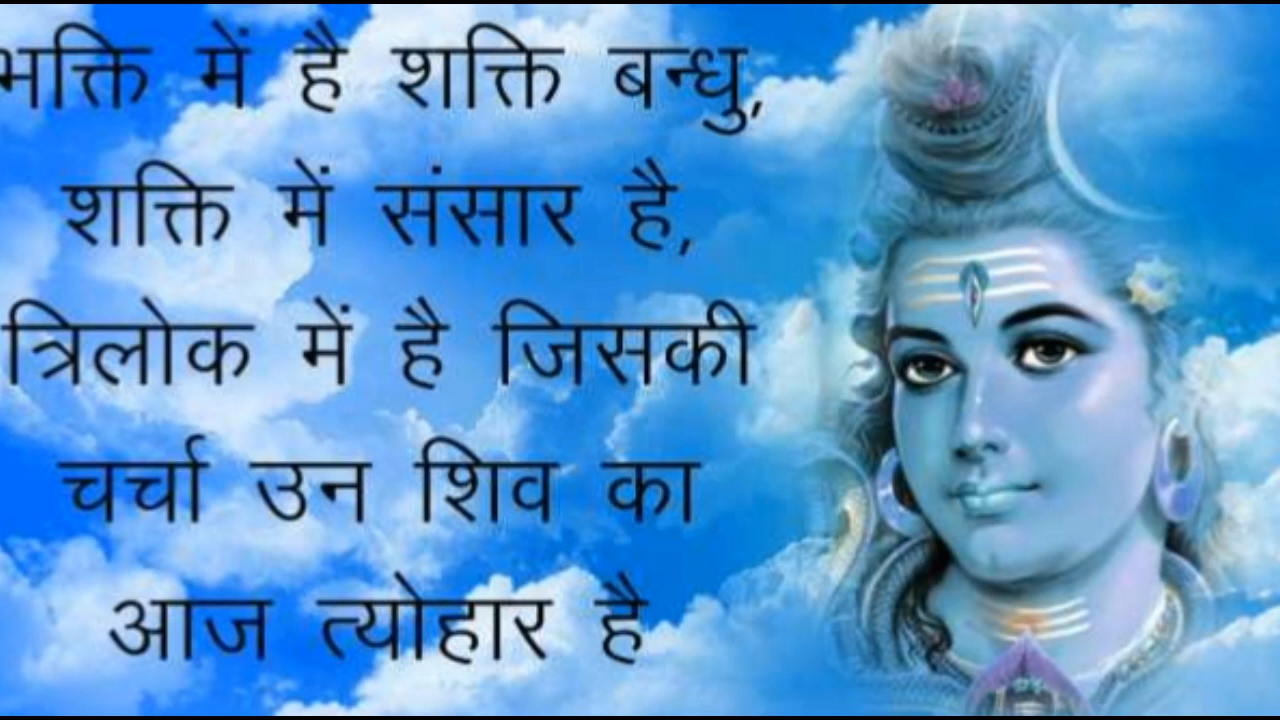 भक्ति में है शक्ति बन्धु,
शक्ति में संसार है,
त्रिलोक में है जिसकी
चर्चा उन शिव का
आज त्योहार है